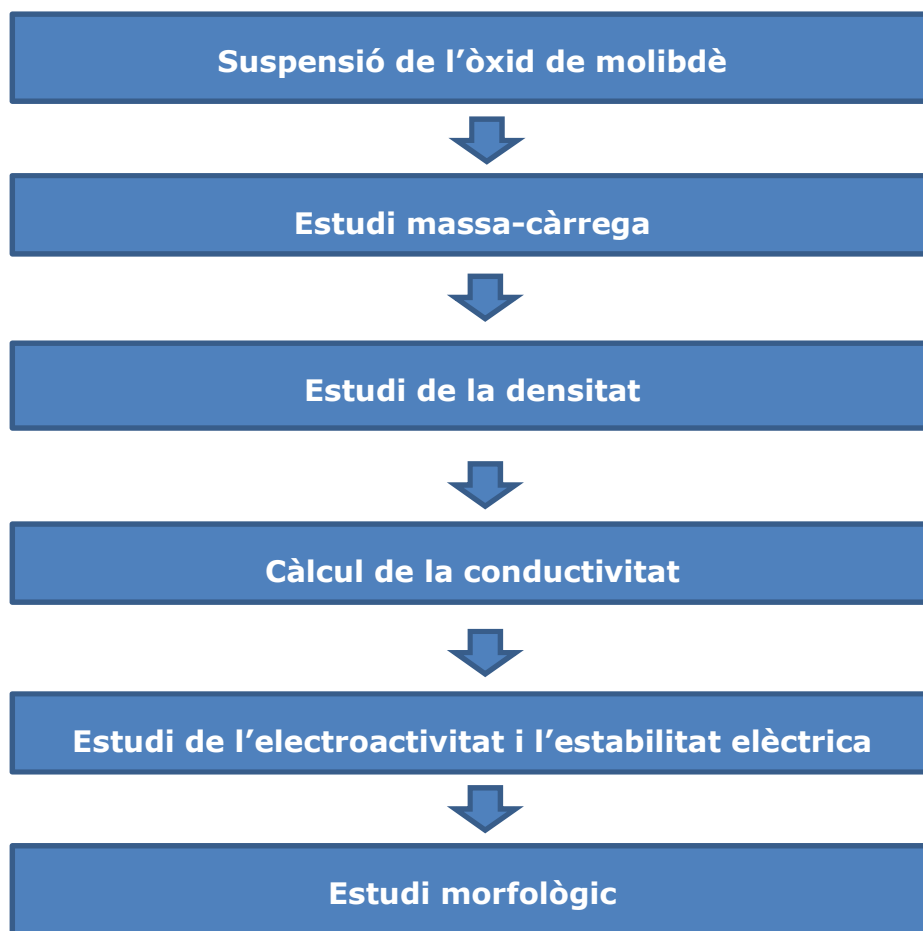 Suspensió de l’òxid de molibdè
Estudi massa-càrrega
Estudi de la densitat
Càlcul de la conductivitat
Estudi de l’electroactivitat i l’estabilitat elèctrica
Estudi morfològic